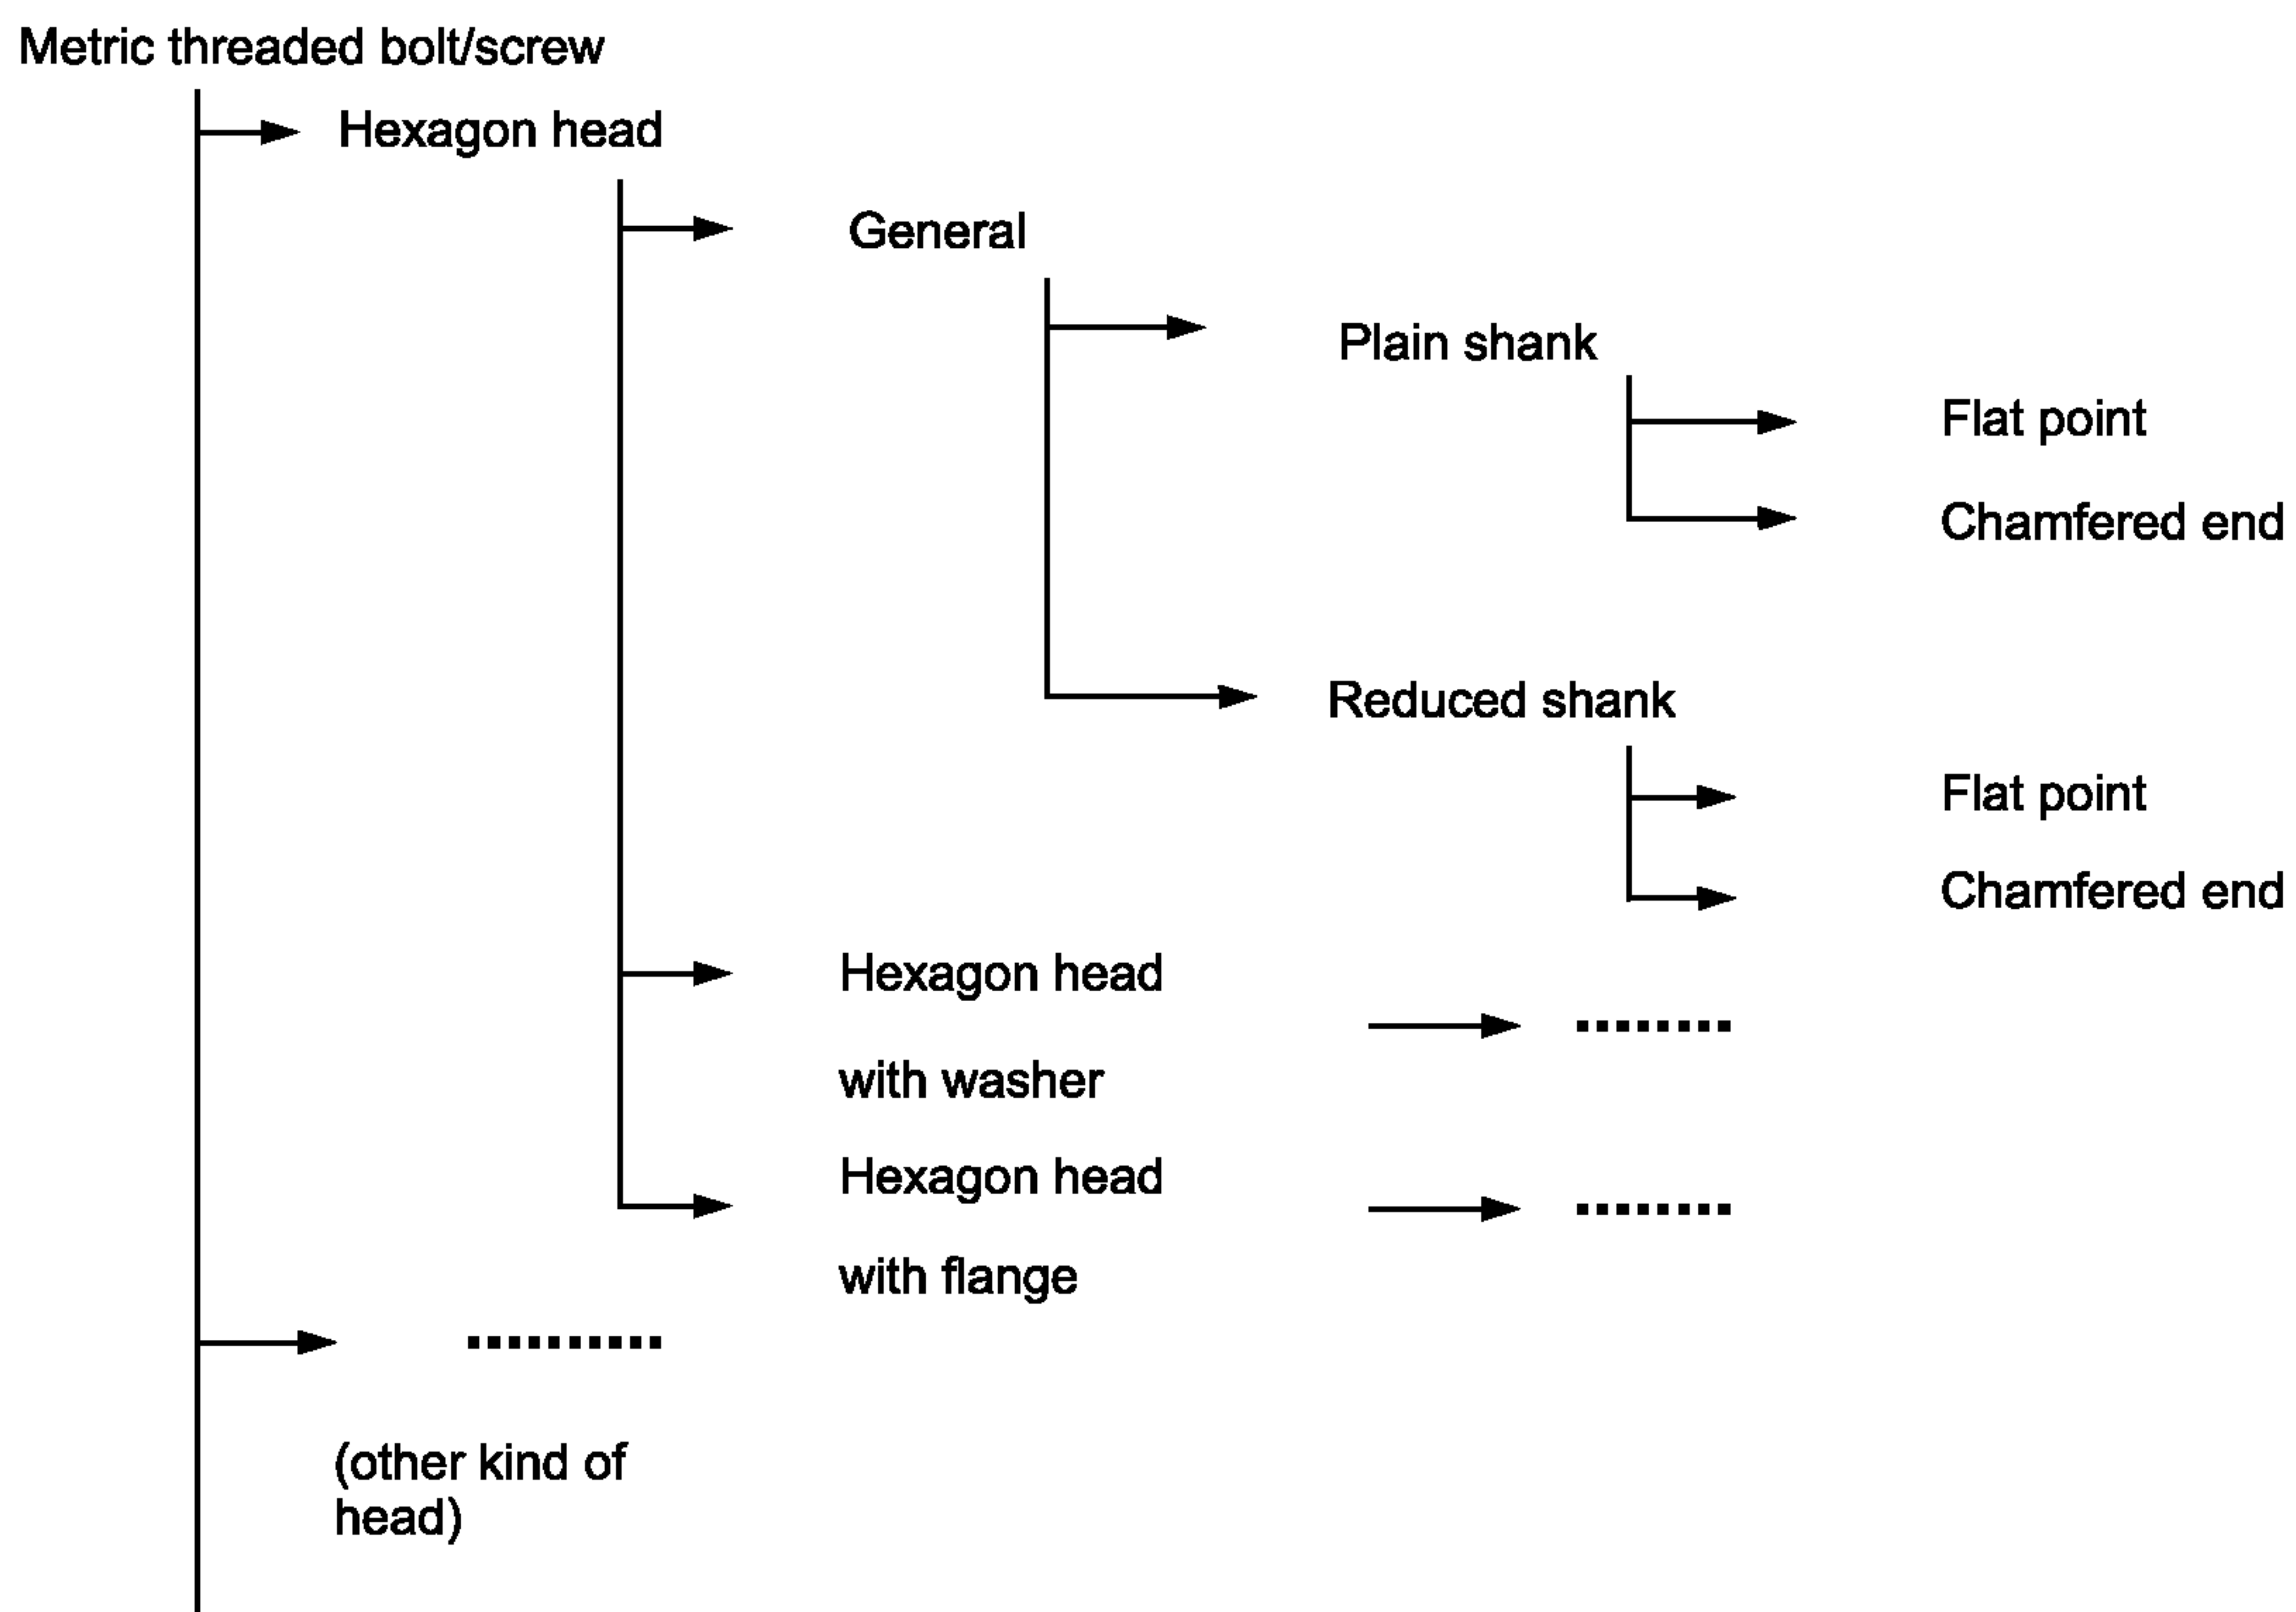 Metric threaded bolt/screw
Hexagon head
General
Plain shank
Flat point
Chamfered end
Reduced shank
Flat point
Chamfered end
Hexagon head
with washer
Hexagon head
with flange
(other kind of
head)